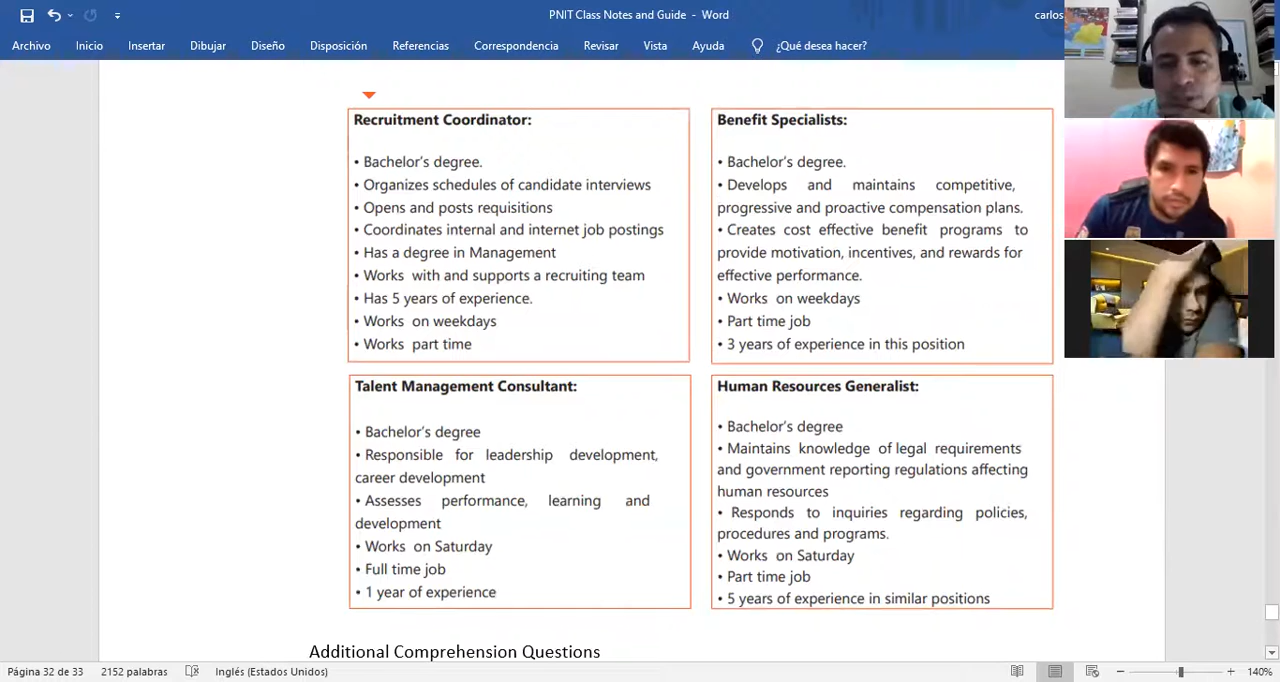 PNIT Class Notes and Guide - Word
carlos
Archivo Inicio Insertar Dibujar Diseño Disposición Referencias Correspondencia Revisar Vista Ayuda ¿Qué desea hacer?
Recruitment Coordinator:
• Bachelor's degree.
• Organizes schedules of candidate interviews
• Opens and posts requisitions
• Coordinates internal and internet job postings
• Has a degree in Management
• Works with and supports a recruiting team
• Has 5 years of experience.
• Works on weekdays
• Works part time
Benefit Specialists:
• Bachelor's degree.
• Develops and maintains competitive,
progressive and proactive compensation plans.
• Creates cost effective benefit programs to
provide motivation, incentives, and rewards for
effective performance.
• Works on weekdays
• Part time job
• 3 years of experience in this position
Talent Management Consultant:
• Bachelor's degree
• Responsible for leadership development,
career development
• Assesses performance, learning and
development
• Works on Saturday
• Full time job
• 1 year of experience
Human Resources Generalist:
• Bachelor's degree
• Maintains knowledge of legal requirements
and government reporting regulations affecting
human resources
• Responds to inquiries regarding policies,
procedures and programs.
• Works on Saturday
• Part time job
• 5 years of experience in similar positions
Additional Comprehension Questions
Página 32 de 33 2152 palabras Inglés (Estados Unidos) 140%